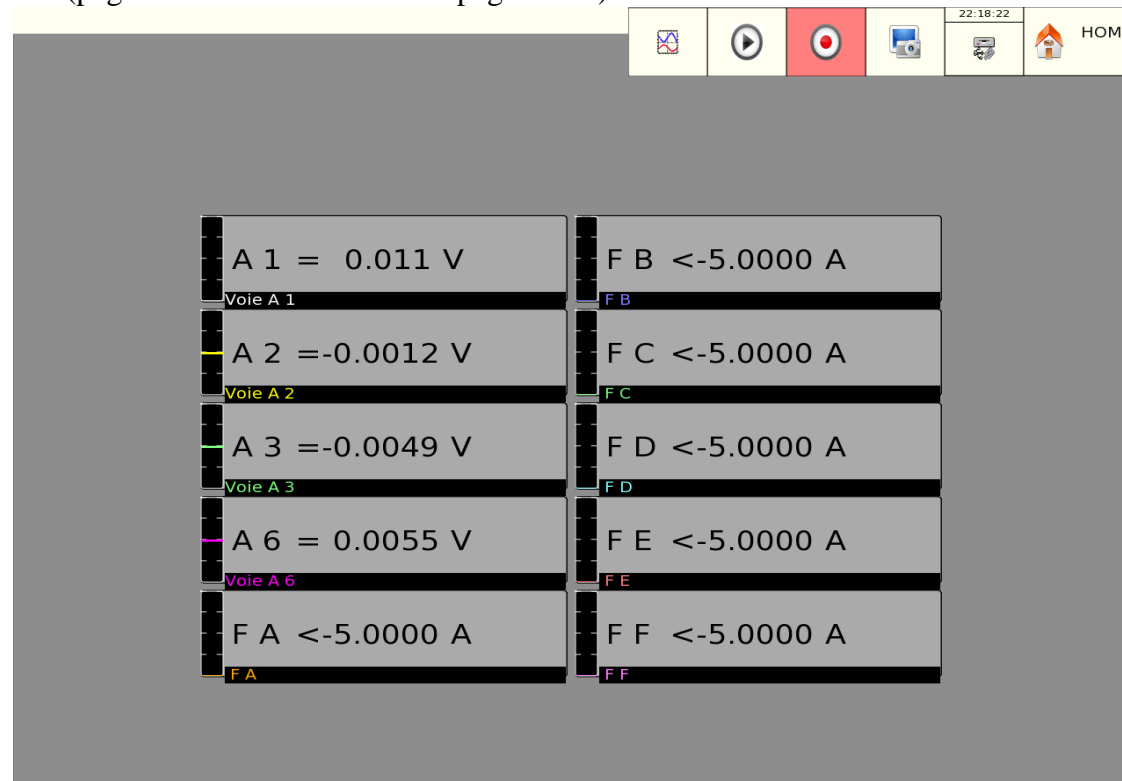 22:18:22
HOM
A 1 = 0.011 V
Voie A 1
A 2 =-0.0012 V
Voie A 2
A 3 =-0.0049 V
Voie A 3
A 6 = 0.0055 V
Voie A 6
F A <-5.0000 A
F A
F B <-5.0000 A
F B
F C <-5.0000 A
F C
F D <-5.0000 A
F D
F E <-5.0000 A
F E
F F <-5.0000 A
F F